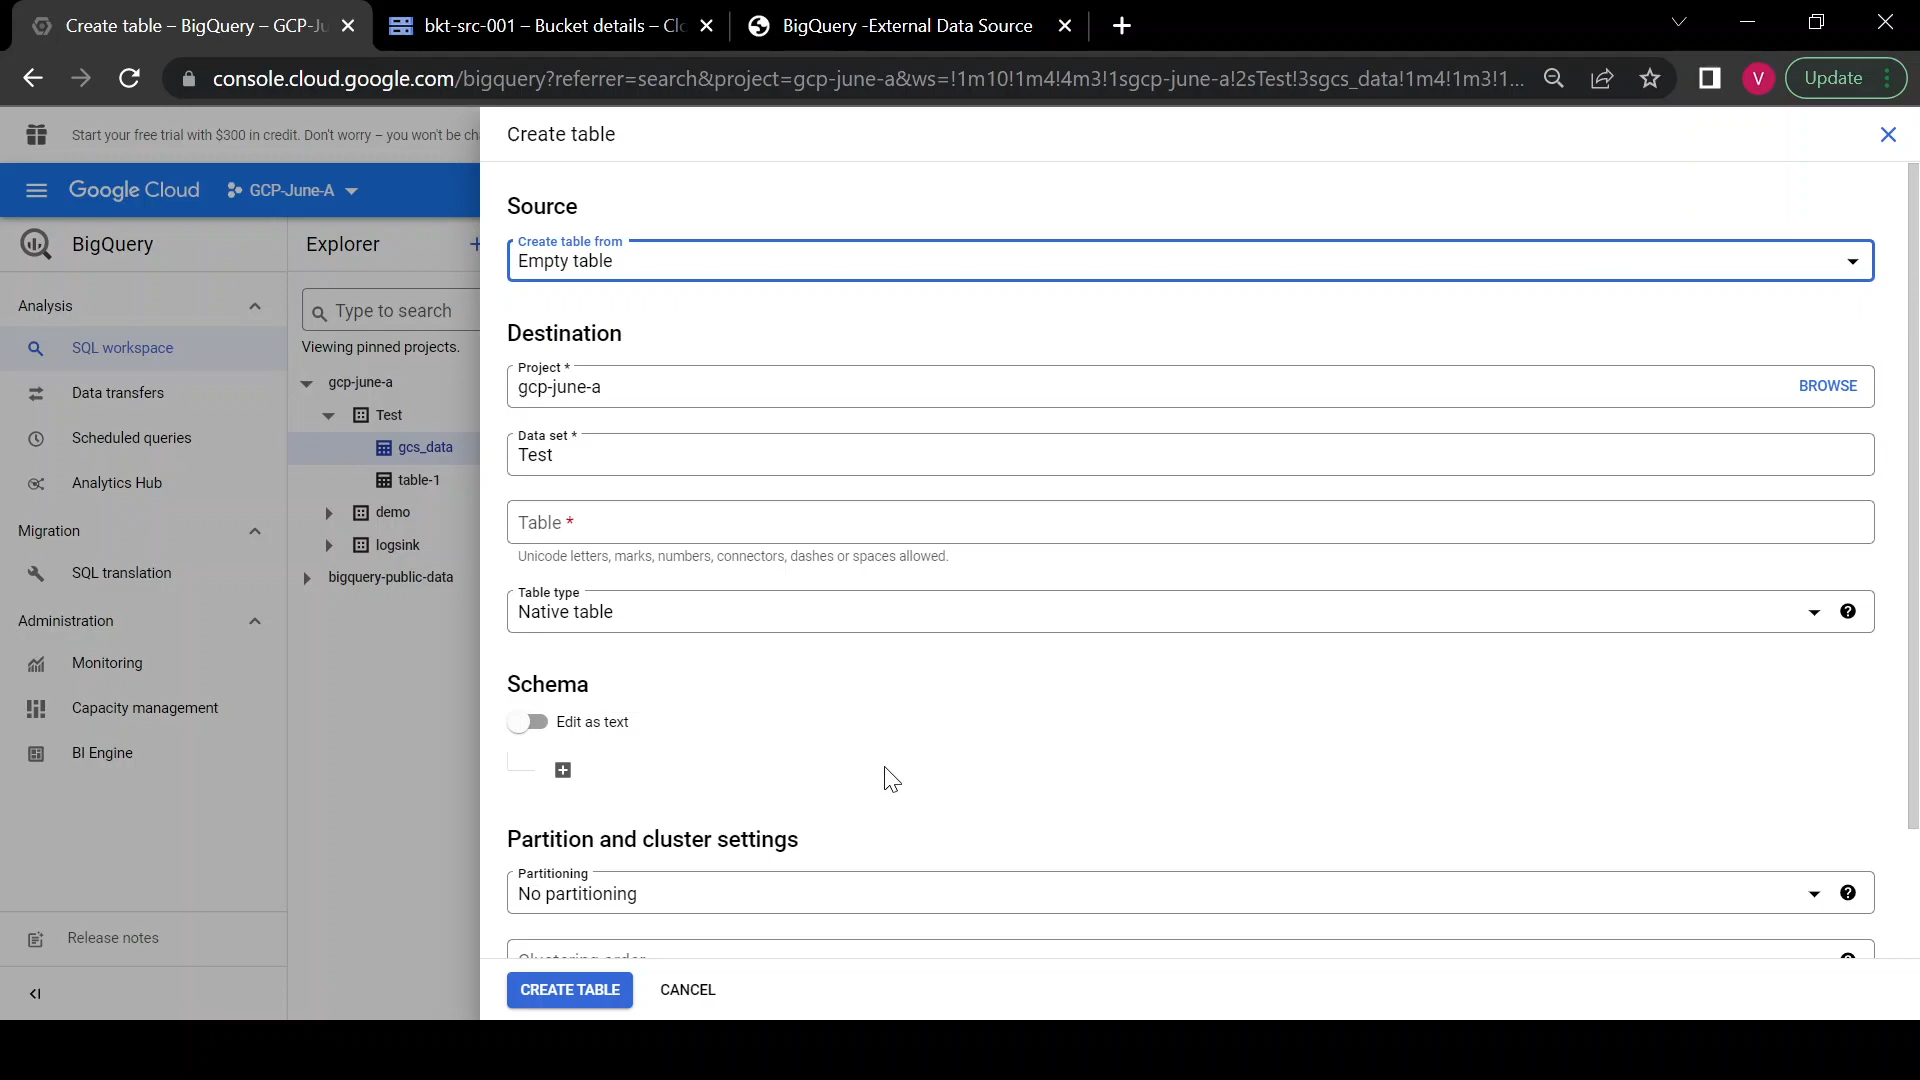 Create table – BigQuery – GCP-Ju
bkt-src-001 – Bucket details – Clo
BigQuery -External Data Source
console.cloud.google.com/bigquery?referrer=search&project=gcp-june-a&ws=!1m10!1m4!4m3!1sgcp-june-a!2sTest!3sgcs_data!1m4!1m3!1...
V
Update
Start your free trial with $300 in credit. Don't worry – you won't be ch
Google Cloud
GCP-June-A
BigQuery
Analysis
SQL workspace
Data transfers
Scheduled queries
Analytics Hub
Migration
SQL translation
Administration
Monitoring
Capacity management
BI Engine
Release notes
Explorer
Type to search
Viewing pinned projects.
gcp-june-a
Test
gcs_data
table-1
demo
logsink
bigquery-public-data
Create table
Source
Create table from
Empty table
Destination
Project *
gcp-june-a
BROWSE
Data set *
Test
Table *
Unicode letters, marks, numbers, connectors, dashes or spaces allowed.
Table type
Native table
Schema
Edit as text
Partition and cluster settings
Partitioning
No partitioning
CREATE TABLE
CANCEL